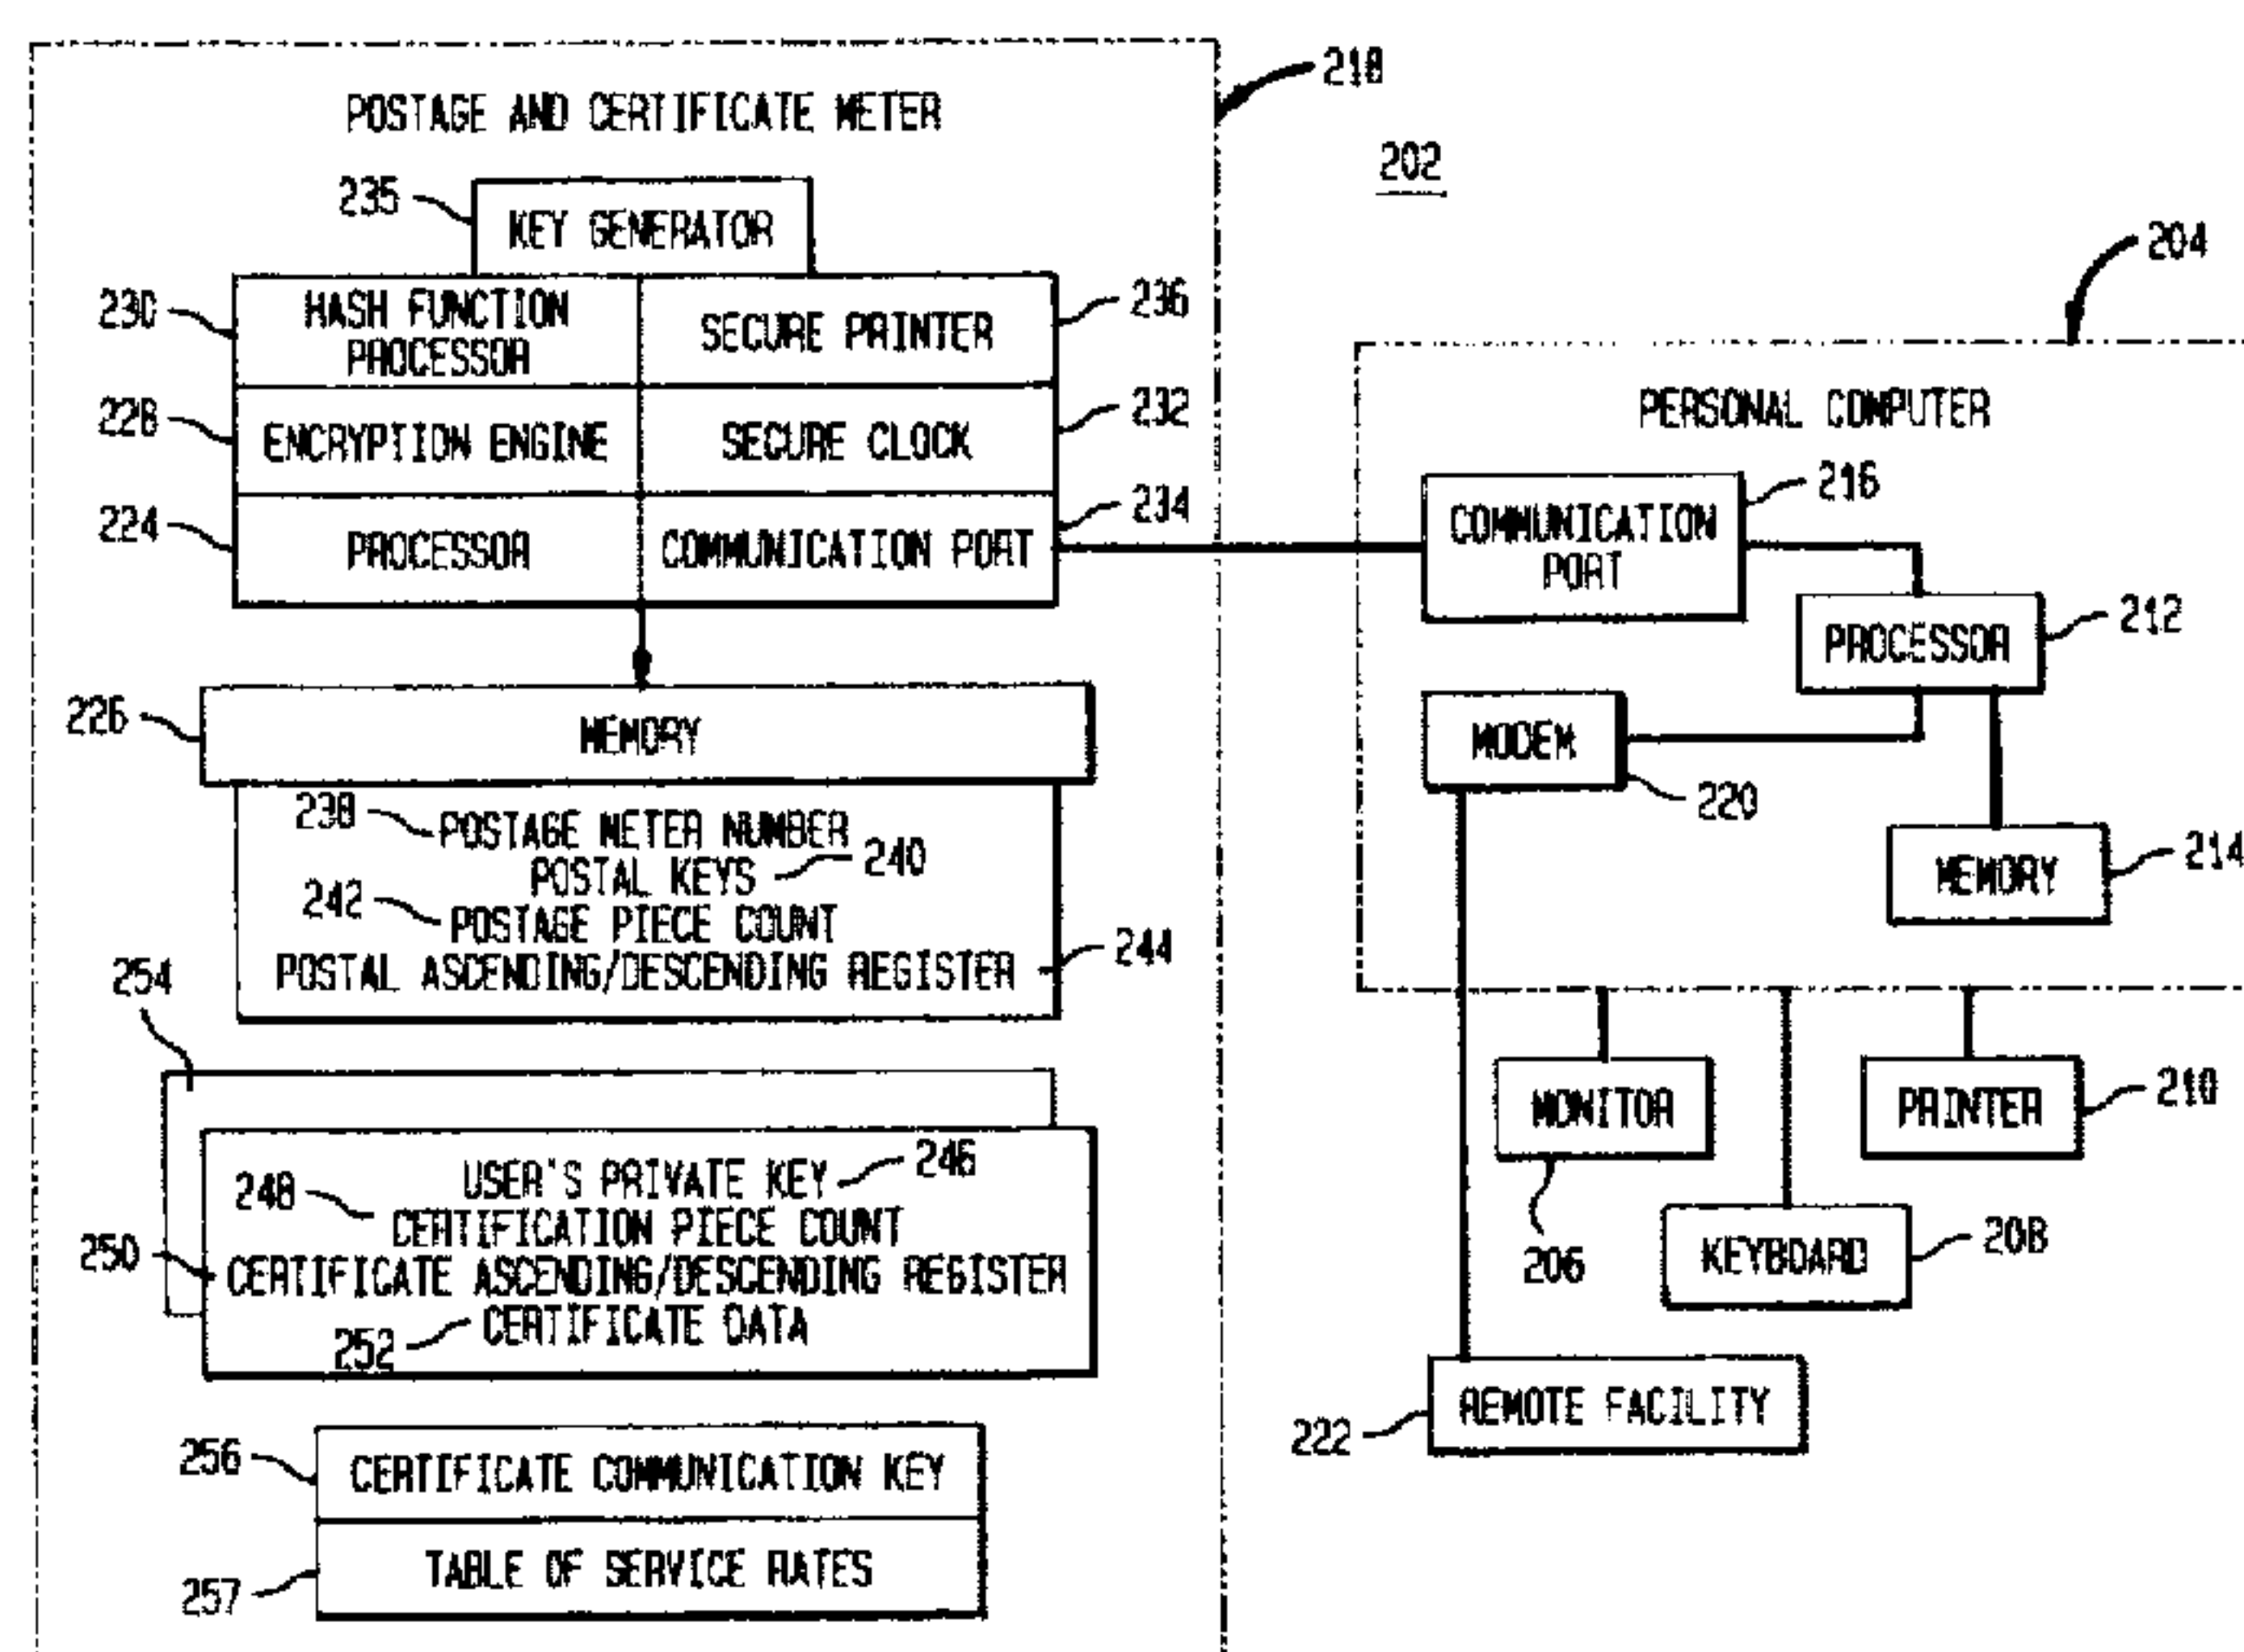 POSTAGE AND CERTIFICATE METER
218
202
235
KEY GENERATOR
204
230
HASH FUNCTION
PROCESSOR
SECURE PRINTER
236
228
ENCRYPTION ENGINE
SECURE CLOCK
232
224
PROCESSOR
COMMUNICATION PORT
234
226
MEMORY
238
POSTAGE METER NUMBER
POSTAL KEYS
240
242
POSTAGE PIECE COUNT
POSTAL ASCENDING/DESCENDING REGISTER
244
254
USER'S PRIVATE KEY
246
248
CERTIFICATION PIECE COUNT
250
CERTIFICATE ASCENDING/DESCENDING REGISTER
CERTIFICATE DATA
252
256
CERTIFICATE COMMUNICATION KEY
TABLE OF SERVICE RATES
257
PERSONAL COMPUTER
COMMUNICATION
PORT
216
PROCESSOR
212
MODEM
220
MEMORY
214
MONITOR
206
PRINTER
210
KEYBOARD
208
REMOTE FACILITY
222